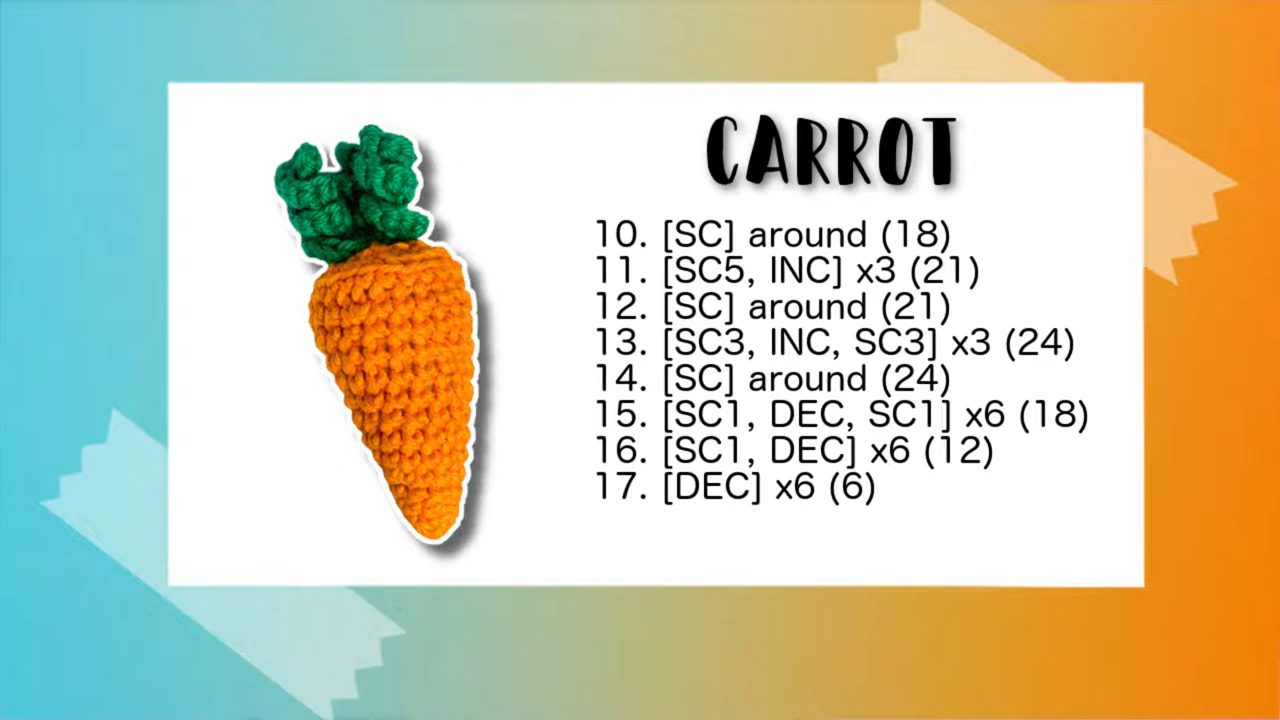 CARROT
10. [SC] around (18)
11. [SC5, INC] x3 (21)
12. [SC] around (21)
13. [SC3, INC, SC3] x3 (24)
14. [SC] around (24)
15. [SC1, DEC, SC1] x6 (18)
16. [SC1, DEC] x6 (12)
17. [DEC] x6 (6)